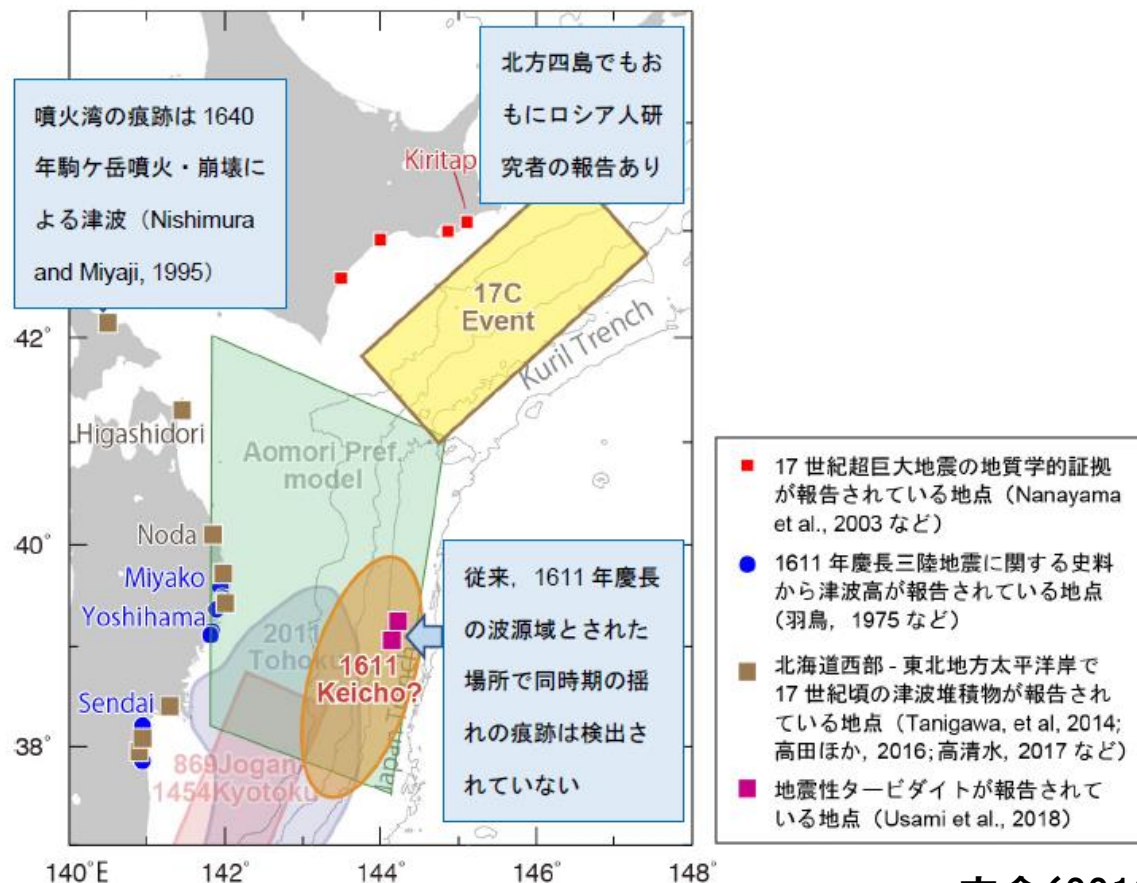 北方四島でもお
もにロシア人研
究者の報告あり
噴火湾の痕跡は 1640
年駒ケ岳噴火・崩壊に
よる津波（Nishimura
and Miyaji, 1995）
Kiritap
17C
Event
Kuril Trench
42°
Higashidori
Aomori Pref.
model
Noda
40°
Miyako
Yoshihama
従来，1611 年慶長
の波源域とされた
場所で同時期の揺
れの痕跡は検出さ
れていない
2011
Tohoku
1611
Keicho?
Sendai
38°
869Jogan
1454Kyotoku
140°E
142°
144°
146°
148°
17 世紀超巨大地震の地質学的証拠
が報告されている地点（Nanayama
et al., 2003 など）
1611 年慶長三陸地震に関する史料
から津波高が報告されている地点
（羽鳥，1975 など）
北海道西部 - 東北地方太平洋岸で
17 世紀頃の津波堆積物が報告され
ている地点（Tanigawa, et al, 2014;
高田ほか, 2016; 高清水, 2017 など）
地震性タービダイトが報告されて
いる地点（Usami et al., 2018）